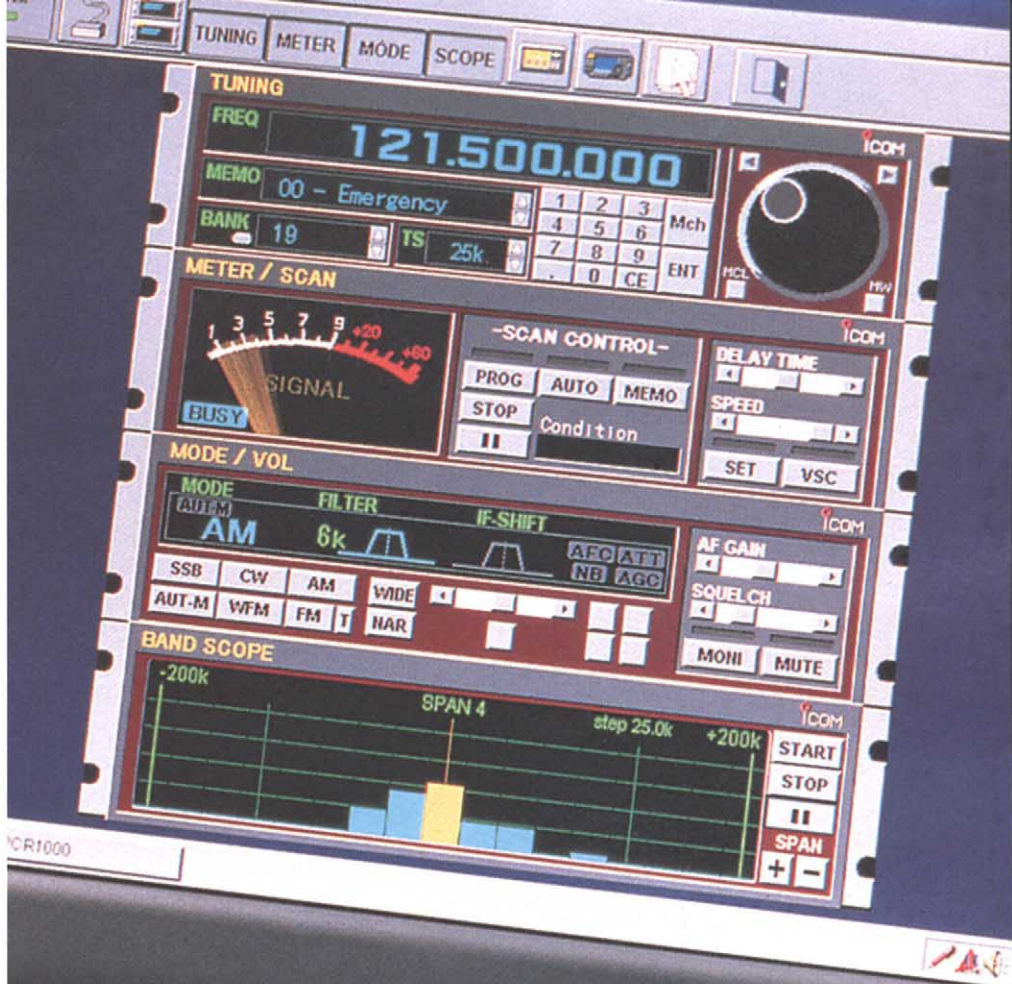 TUNING METER MODE SCOPE
TUNING
FREQ 121.500.000
icom
MEMO 00 - Emergency
BANK 19 TS 25k
1 2 3 Mch
4 5 6
7 8 9 ENT
. 0 CE
MCL MW
METER / SCAN
icom
1 3 5 7 9 +20 +60
SIGNAL
BUSY
-SCAN CONTROL-
PROG AUTO MEMO
STOP Condition
DELAY TIME
SPEED
SET VSC
MODE / VOL
icom
MODE FILTER IF-SHIFT
AUT-M
AM 6k
AFC ATT
NB AGC
SSB CW AM WIDE
AUT-M WFM FM T NAR
AF GAIN
SQUELCH
MONI MUTE
BAND SCOPE
icom
-200k SPAN 4 step 25.0k +200k
START
STOP
SPAN
+ -
PCR1000